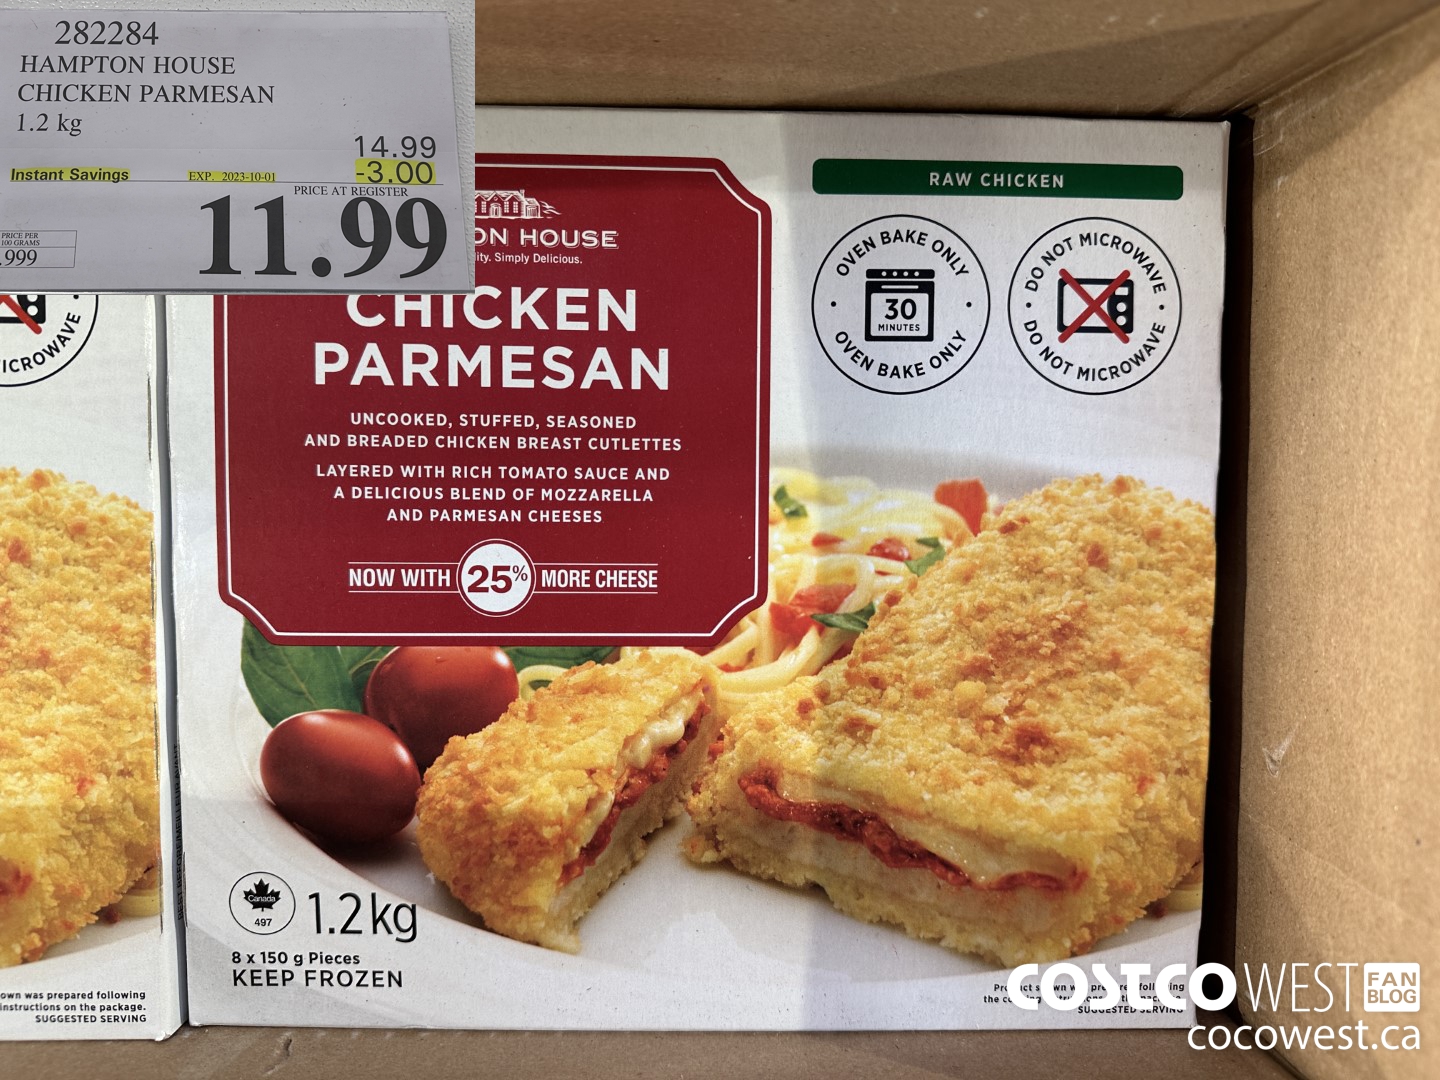 282284
HAMPTON HOUSE
CHICKEN PARMESAN
1.2 kg
14.99
Instant Savings EXP. 2023-10-01 -3.00
PRICE AT REGISTER
11.99
PRICE PER
100 GRAMS
.999
ON HOUSE
ity. Simply Delicious.
CHICKEN
PARMESAN
UNCOOKED, STUFFED, SEASONED
AND BREADED CHICKEN BREAST CUTLETTES
LAYERED WITH RICH TOMATO SAUCE AND
A DELICIOUS BLEND OF MOZZARELLA
AND PARMESAN CHEESES
NOW WITH 25% MORE CHEESE
RAW CHICKEN
OVEN BAKE ONLY
30
MINUTES
OVEN BAKE ONLY
DO NOT MICROWAVE
DO NOT MICROWAVE
ICROWAVE
Canada
497
1.2kg
8 x 150 g Pieces
KEEP FROZEN
own was prepared following
instructions on the package.
SUGGESTED SERVING
Product
the
SUGGESTED SERVING
COSTCO WEST FAN
BLOG
cocowest.ca